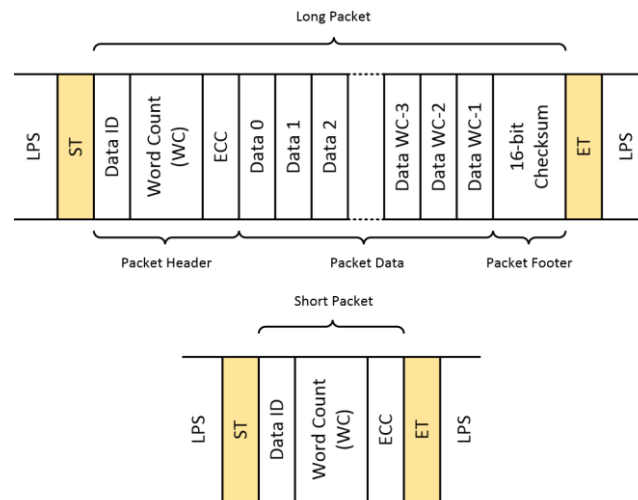 Long Packet
LPS
ST
Data ID
Word Count
(WC)
ECC
Data 0
Data 1
Data 2
Data WC-3
Data WC-2
Data WC-1
16-bit
Checksum
ET
LPS
Packet Header
Packet Data
Packet Footer
Short Packet
LPS
ST
Data ID
Word Count
(WC)
ECC
ET
LPS